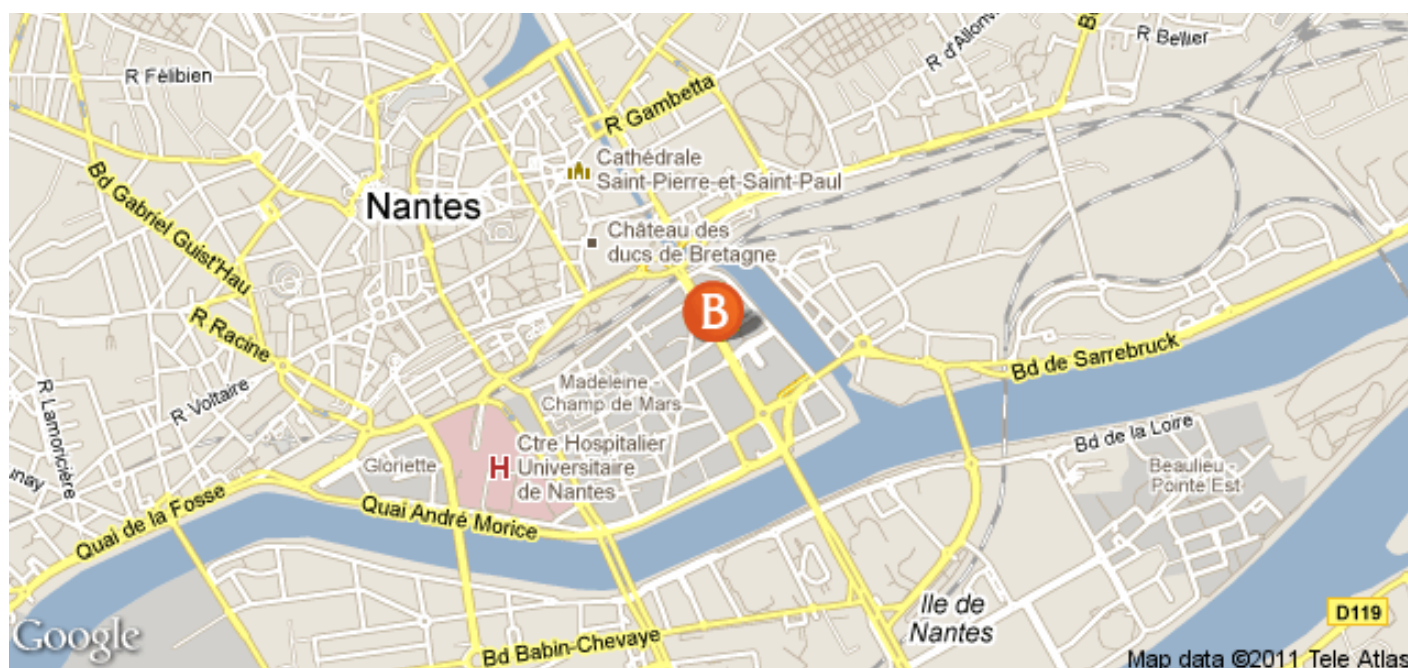 R Félibien
R Gambetta
R d'Allonvil
R Bellier
Cathédrale
Saint-Pierre-et-Saint-Paul
Nantes
Bd Gabriel Guist'Hau
Château des
ducs de Bretagne
B
R Racine
Bd de Sarrebruck
R Voltaire
R Lamoricière
Madeleine -
Champ de Mars
Ctre Hospitalier
H
Universitaire
de Nantes
Gloriette
Bd de la Loire
Beaulieu -
Pointe Est
Quai de la Fosse
Quai André Morice
Ile de
Nantes
D119
Google
Bd Babin-Chevaye
Map data ©2011 Tele Atlas